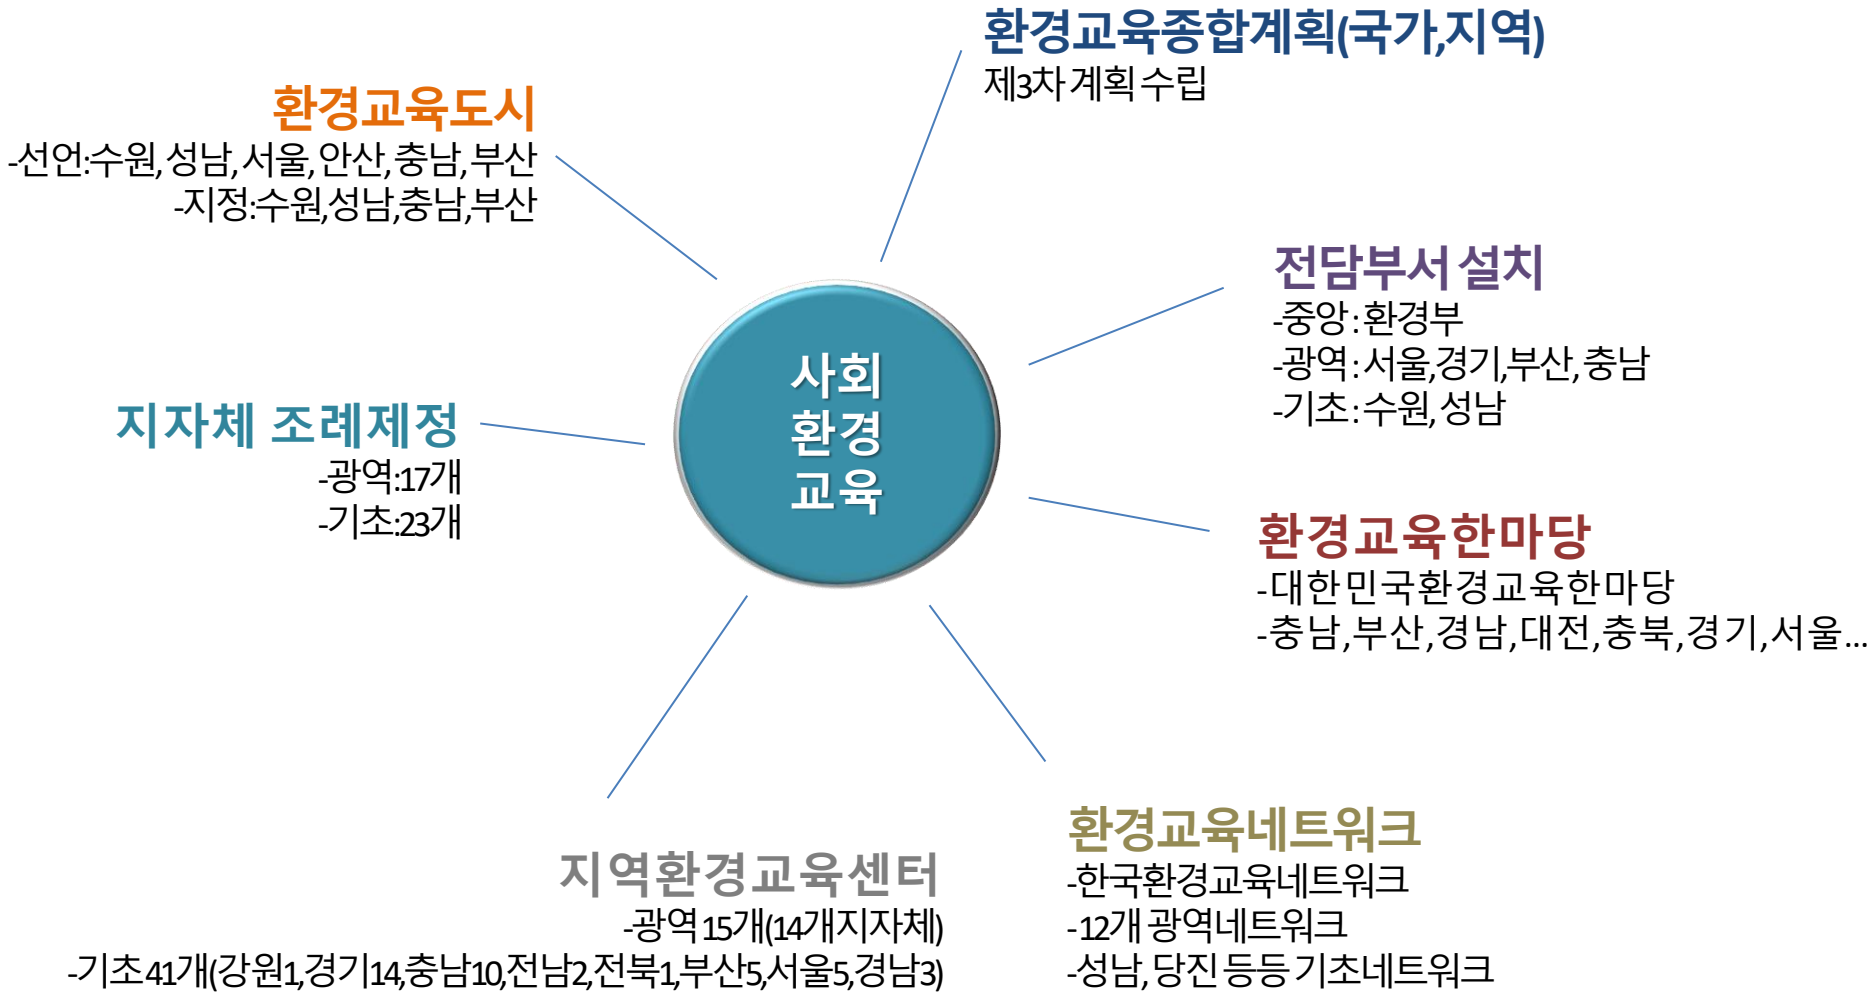 환경교육종합계획(국가,지역)
제3차 계획 수립
환경교육도시
-선언:수원, 성남, 서울, 안산, 충남, 부산
-지정:수원,성남,충남,부산
전담부서 설치
-중앙 : 환경부
-광역 : 서울,경기,부산, 충남
-기초 : 수원, 성남
사회
환경
교육
지자체 조례제정
-광역:17개
-기초:23개
환경교육한마당
-대한민국환경교육한마당
-충남,부산,경남,대전,충북,경기,서울...
지역환경교육센터
-광역 15개(14개지자체)
-기초 41개(강원1,경기14,충남10,전남2,전북1,부산5,서울5,경남3)
환경교육네트워크
-한국환경교육네트워크
-12개 광역네트워크
-성남, 당진 등등 기초네트워크